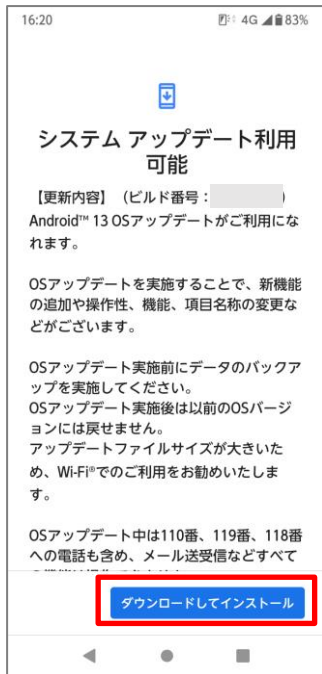 16:20 4G 83%
システム アップデート利用
可能
【更新内容】（ビルド番号： ）
Android™ 13 OSアップデートがご利用にな
れます。
OSアップデートを実施することで、新機能
の追加や操作性、機能、項目名称の変更な
どがございます。
OSアップデート実施前にデータのバックア
ップを実施してください。
OSアップデート実施後は以前のOSバージ
ョンには戻せません。
アップデートファイルサイズが大きいた
め、Wi-Fi®でのご利用をお勧めいたしま
す。
OSアップデート中は110番、119番、118番
への電話も含め、メール送受信などすべて
ダウンロードしてインストール